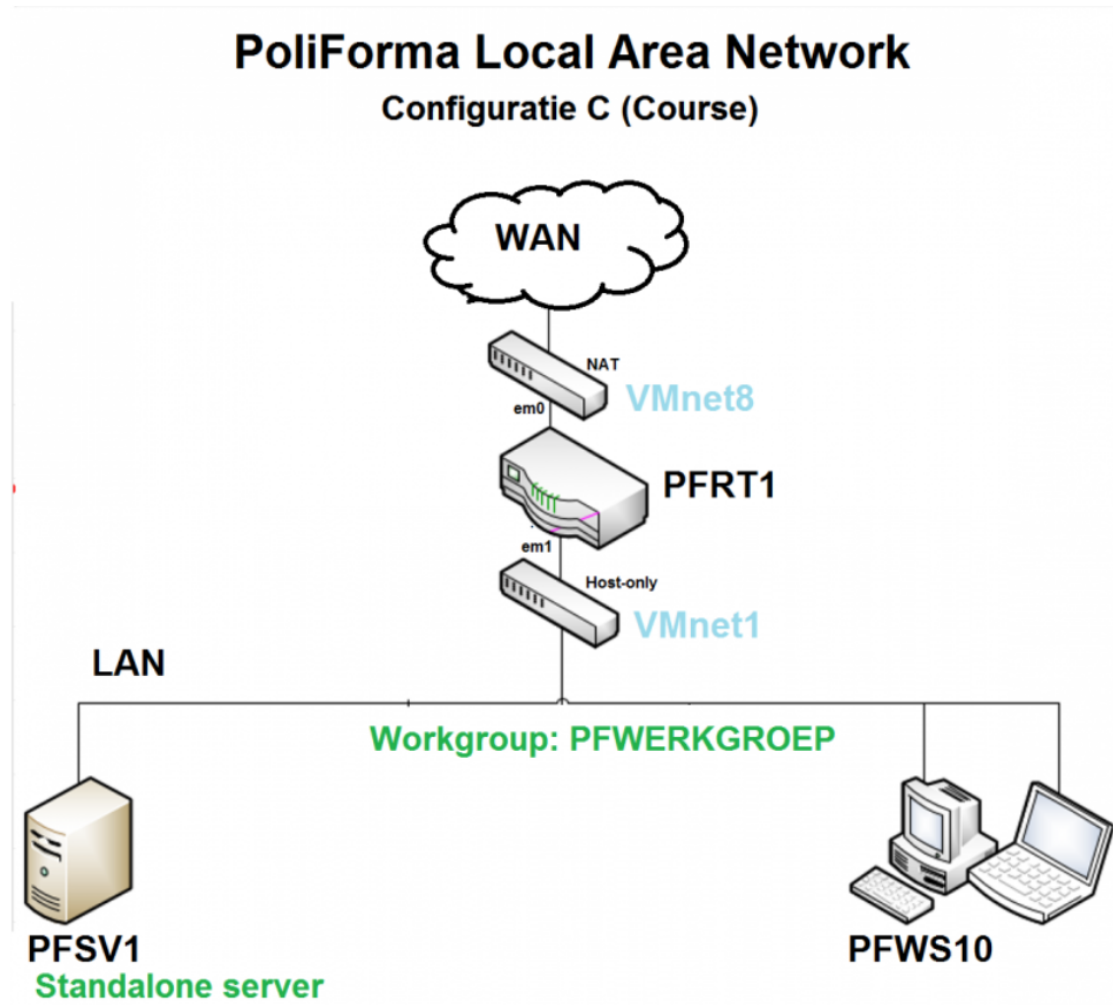 PoliForma Local Area Network
Configuratie C (Course)
WAN
NAT
VMnet8
em0
PFRT1
em1
Host-only
VMnet1
LAN
Workgroup: PFWERKGROEP
PFSV1
Standalone server
PFWS10